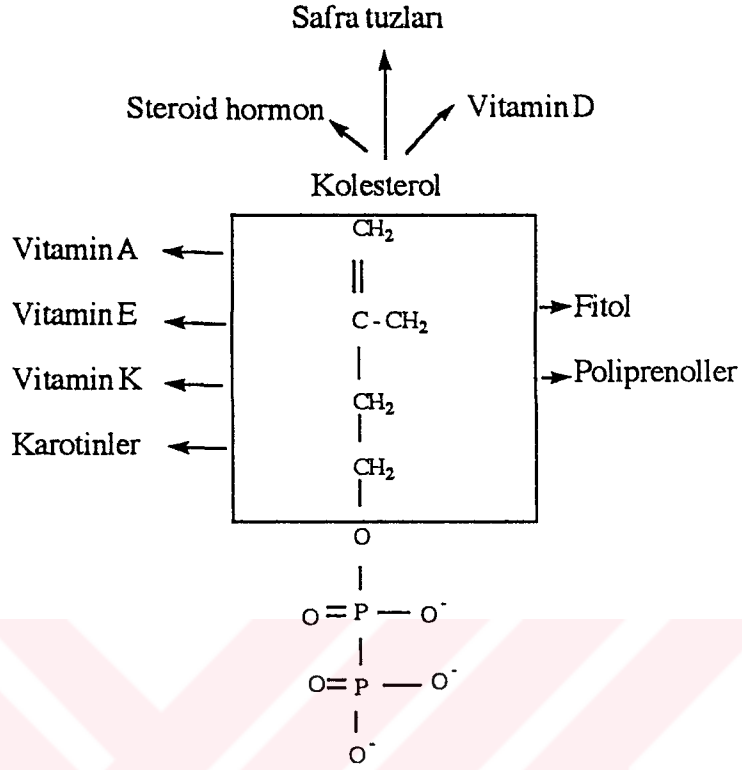 Safra tuzları
Steroid hormon
Vitamin D
Kolesterol
CH₂
||
Vitamin A
Vitamin E
C - CH₂
Fitol
|
Vitamin K
CH₂
Poliprenoller
|
Karotinler
CH₂
|
O
|
O = P — O⁻
|
O = P — O⁻
|
O⁻